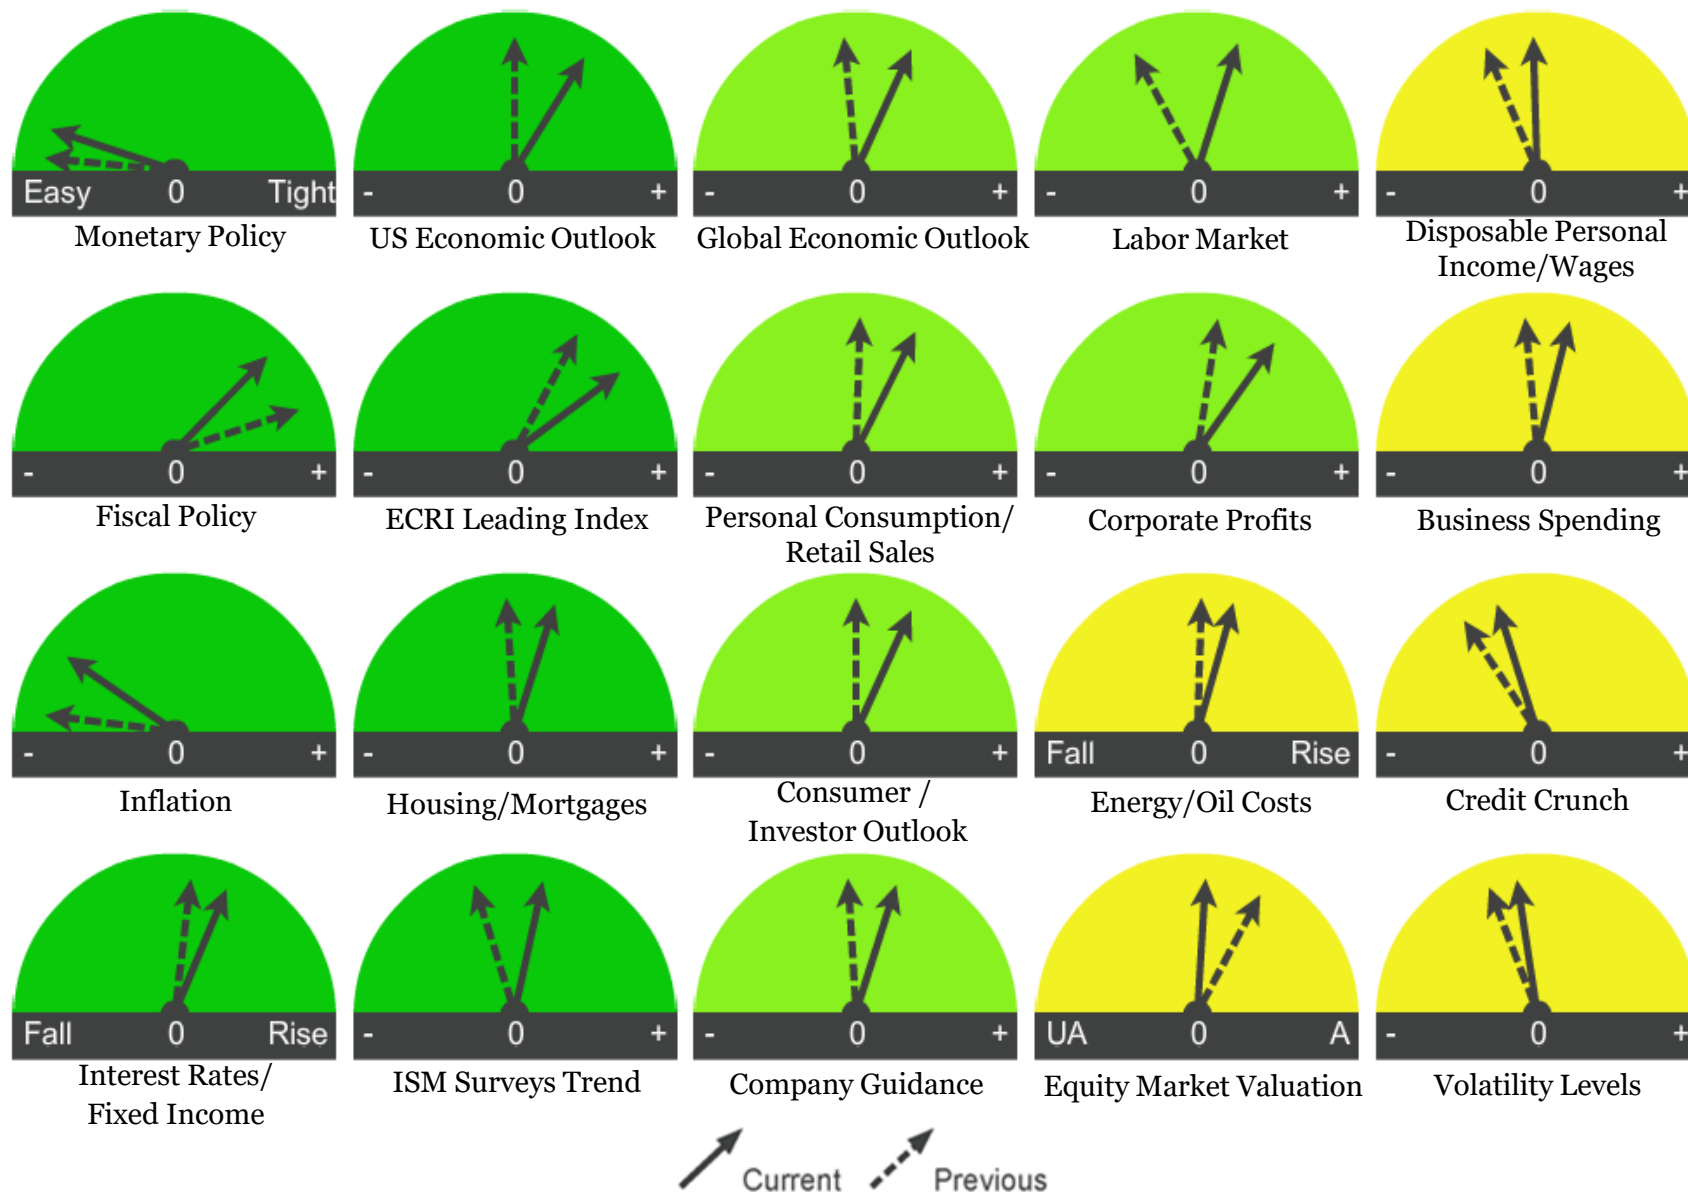 Easy 0 Tight
- 0 +
- 0 +
- 0 +
- 0 +
Monetary Policy
US Economic Outlook
Global Economic Outlook
Labor Market
Disposable Personal
Income/Wages
- 0 +
- 0 +
- 0 +
- 0 +
- 0 +
Fiscal Policy
ECRI Leading Index
Personal Consumption/
Retail Sales
Corporate Profits
Business Spending
- 0 +
- 0 +
- 0 +
Fall 0 Rise
- 0 +
Inflation
Housing/Mortgages
Consumer /
Investor Outlook
Energy/Oil Costs
Credit Crunch
Fall 0 Rise
- 0 +
- 0 +
UA 0 A
- 0 +
Interest Rates/
Fixed Income
ISM Surveys Trend
Company Guidance
Equity Market Valuation
Volatility Levels
Current
Previous